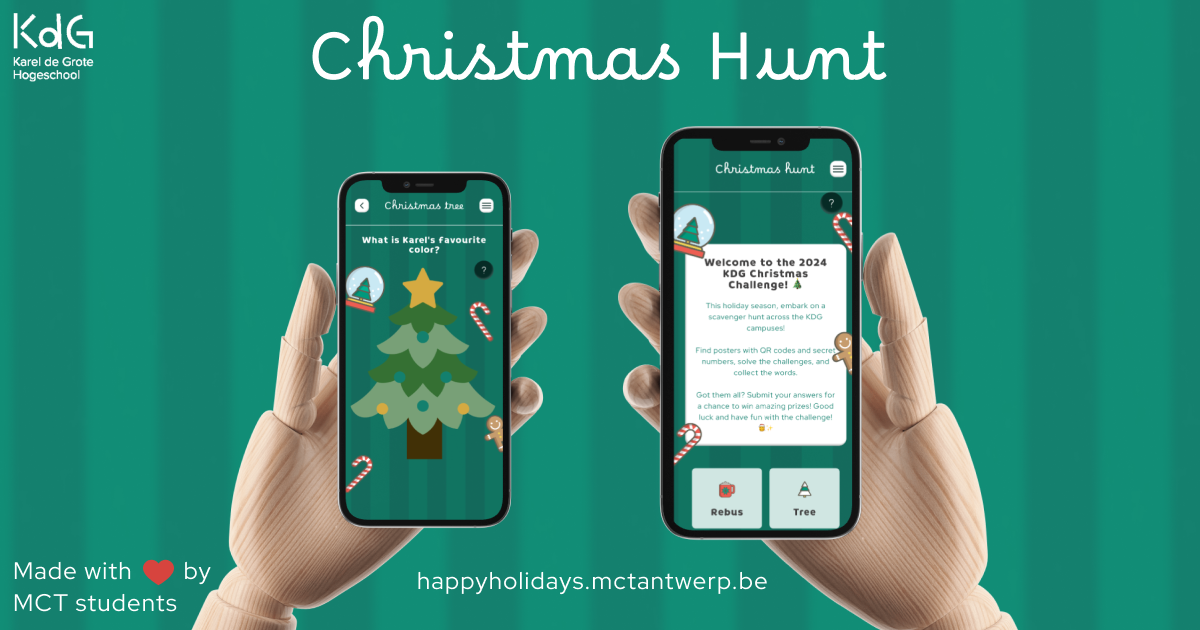 KdG
Karel de Grote
Hogeschool
Christmas Hunt
Christmas tree
What is Karel's favourite
color?
?
Christmas hunt
?
Welcome to the 2024
KDG Christmas
Challenge! 🎄
This holiday season, embark on a
scavenger hunt across the KDG
campuses!
Find posters with QR codes and secret
numbers, solve the challenges, and
collect the words.
Got them all? Submit your answers for
a chance to win amazing prizes! Good
luck and have fun with the challenge!
🍺✨
Rebus
Tree
Made with ❤️ by
MCT students
happyholidays.mctantwerp.be